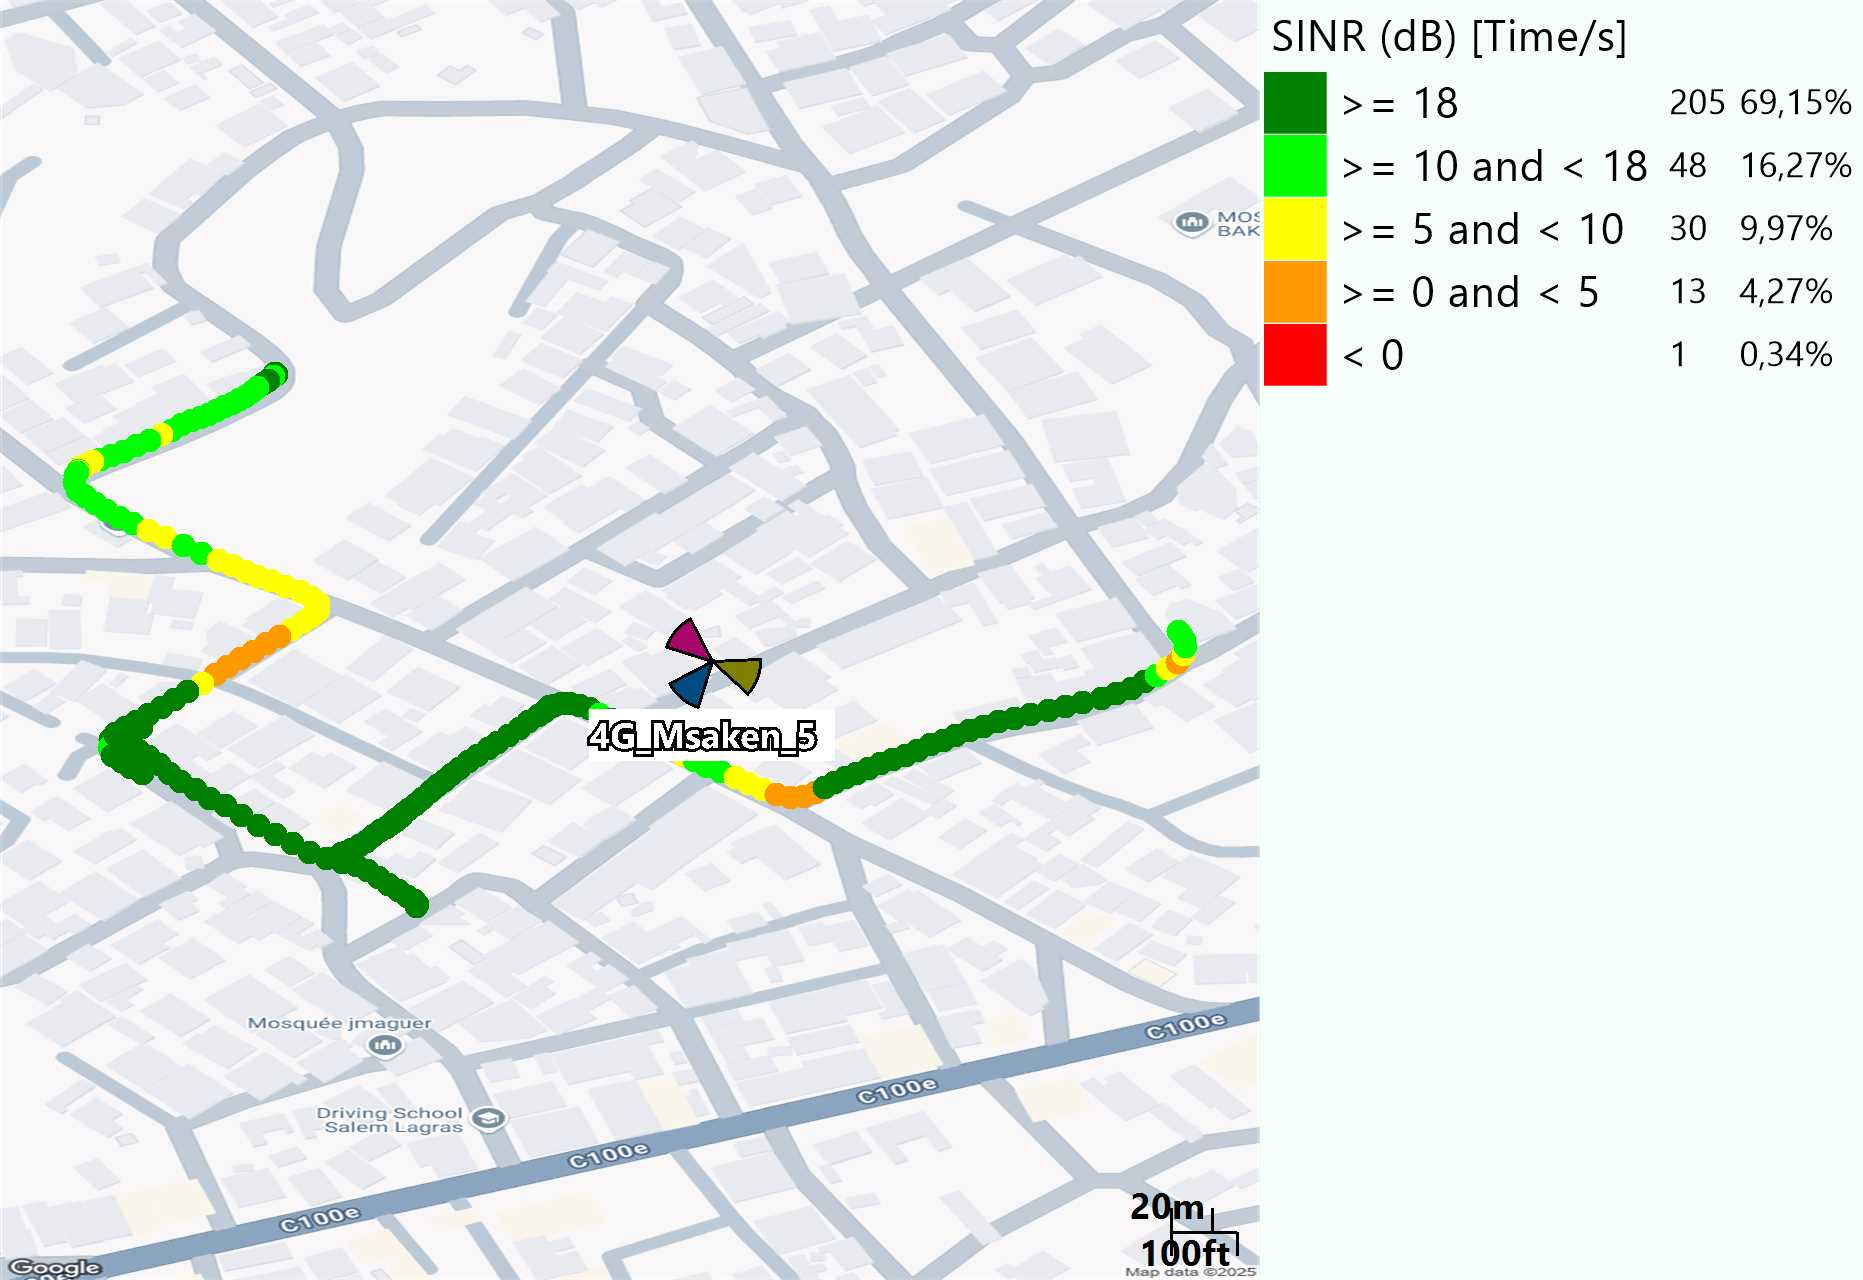 SINR (dB) [Time/s]
>= 18 205 69,15%
>= 10 and < 18 48 16,27%
>= 5 and < 10 30 9,97%
>= 0 and < 5 13 4,27%
< 0 1 0,34%
MOS
BAK
4G_Msaken_5
Mosquée jmaguer
C100e
C100e
Driving School
Salem Lagras
C100e
C100e
20m
100ft
Google
Map data ©2025